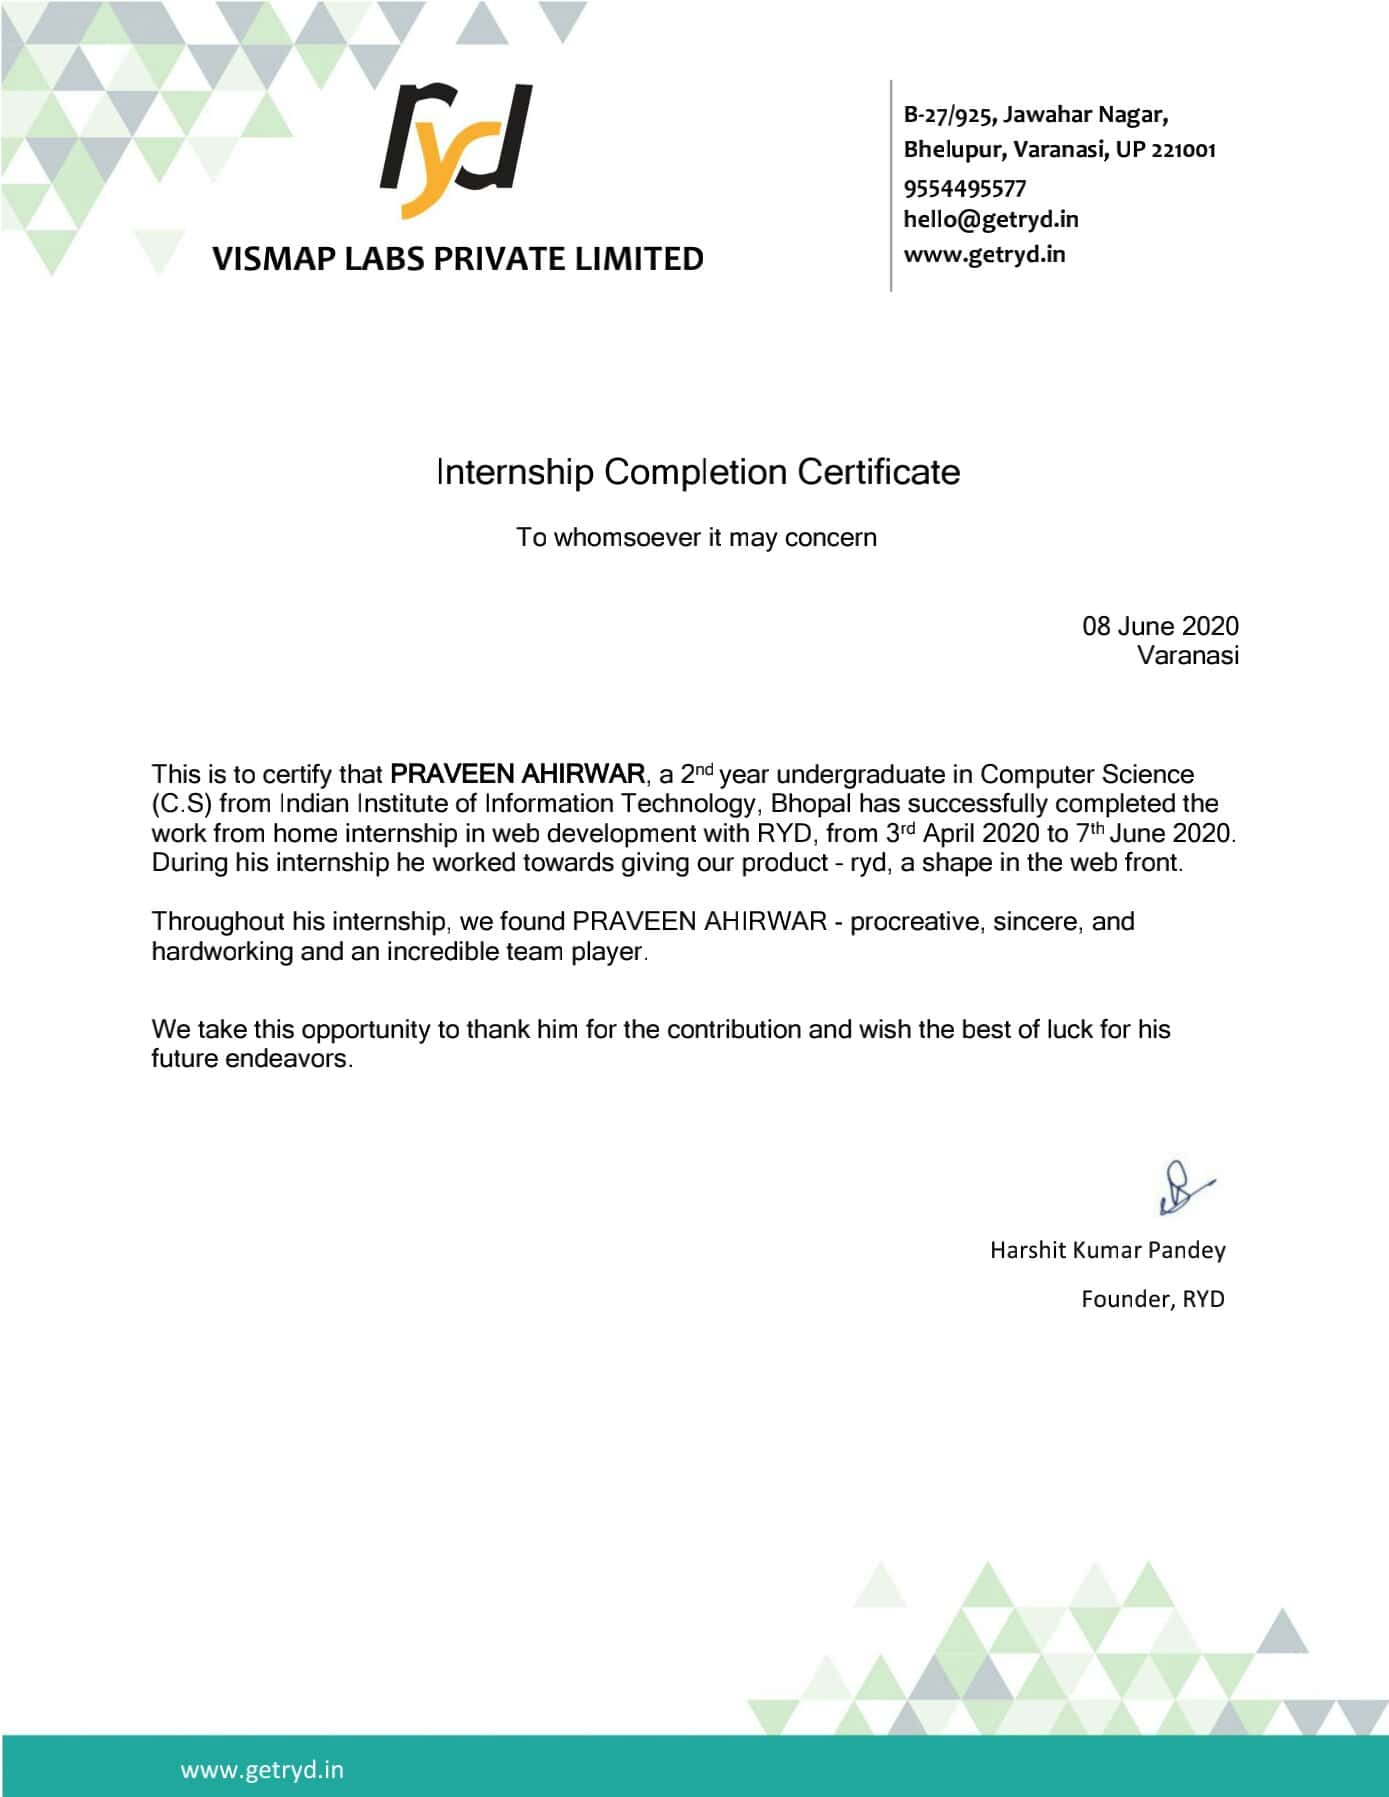 ryd
VISMAP LABS PRIVATE LIMITED
B-27/925, Jawahar Nagar,
Bhelupur, Varanasi, UP 221001
9554495577
hello@getryd.in
www.getryd.in
Internship Completion Certificate
To whomsoever it may concern
08 June 2020
Varanasi
This is to certify that PRAVEEN AHIRWAR, a 2nd year undergraduate in Computer Science
(C.S) from Indian Institute of Information Technology, Bhopal has successfully completed the
work from home internship in web development with RYD, from 3rd April 2020 to 7th June 2020.
During his internship he worked towards giving our product - ryd, a shape in the web front.
Throughout his internship, we found PRAVEEN AHIRWAR - procreative, sincere, and
hardworking and an incredible team player.
We take this opportunity to thank him for the contribution and wish the best of luck for his
future endeavors.
Harshit Kumar Pandey
Founder, RYD
www.getryd.in